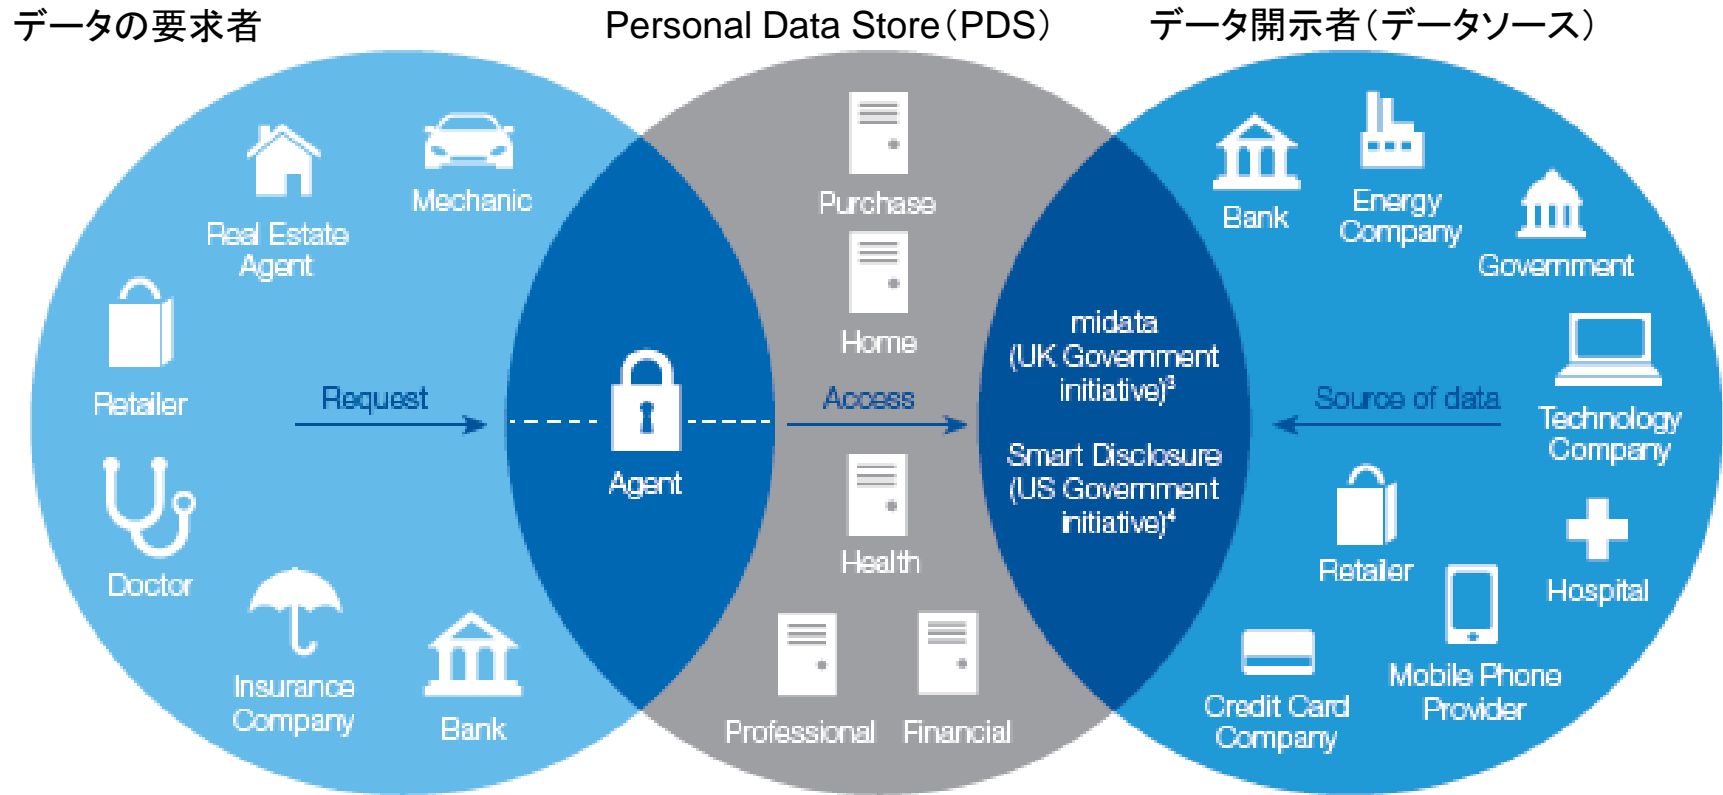 データの要求者
Personal Data Store（PDS）
データ開示者（データソース）
Mechanic
Real Estate
Agent
Retailer
Request
Doctor
Insurance
Company
Bank
Agent
Purchase
Home
Access
Health
Professional
Financial
midata
(UK Government
initiative)³
Smart Disclosure
(US Government
initiative)⁴
Bank
Energy
Company
Government
Source of data
Technology
Company
Retailer
Hospital
Mobile Phone
Provider
Credit Card
Company